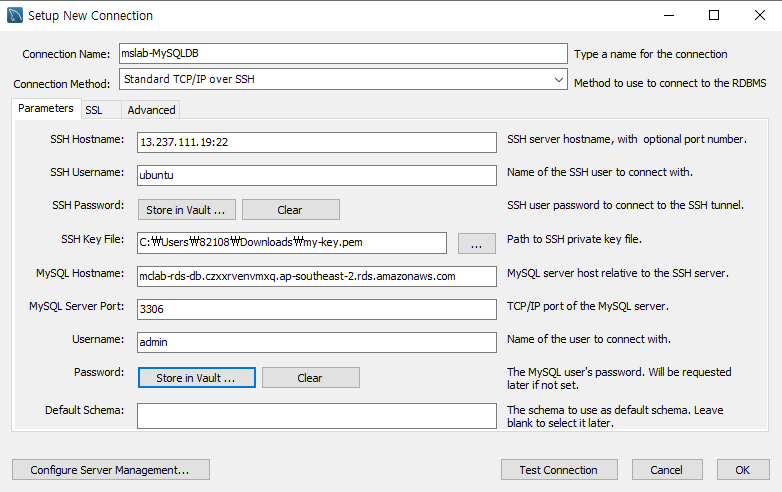 Setup New Connection
Connection Name: mslab-MySQLDB Type a name for the connection
Connection Method: Standard TCP/IP over SSH Method to use to connect to the RDBMS
Parameters SSL Advanced
SSH Hostname: 13.237.111.19:22 SSH server hostname, with optional port number.
SSH Username: ubuntu Name of the SSH user to connect with.
SSH Password: Store in Vault ... Clear SSH user password to connect to the SSH tunnel.
SSH Key File: C:₩Users₩82108₩Downloads₩my-key.pem ... Path to SSH private key file.
MySQL Hostname: mclab-rds-db.czxxrvenvmxq.ap-southeast-2.rds.amazonaws.com MySQL server host relative to the SSH server.
MySQL Server Port: 3306 TCP/IP port of the MySQL server.
Username: admin Name of the user to connect with.
Password: Store in Vault ... Clear The MySQL user's password. Will be requested
later if not set.
Default Schema: The schema to use as default schema. Leave
blank to select it later.
Configure Server Management... Test Connection Cancel OK